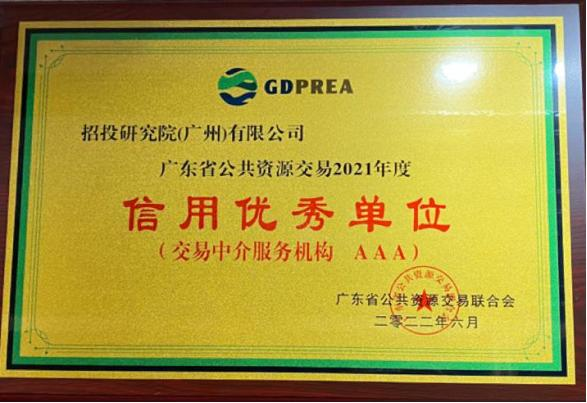 GDPREA
招投研究院(广州)有限公司
广东省公共资源交易2021年度
信用优秀单位
(交易中介服务机构 AAA)
广东省公共资源交易联合会
二〇二二年六月